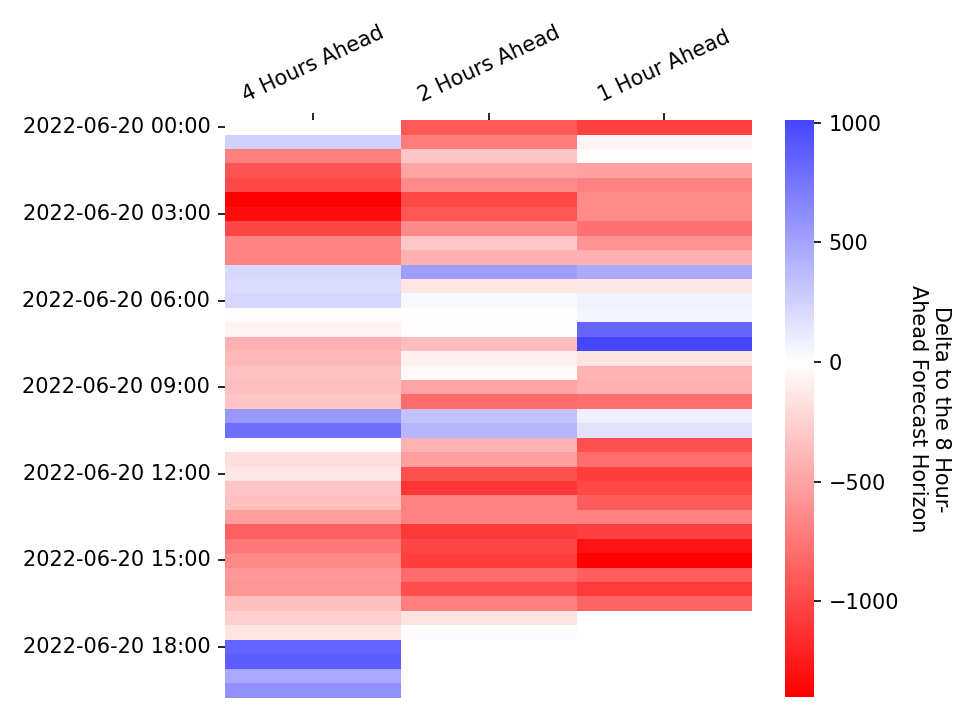 4 Hours Ahead
2 Hours Ahead
1 Hour Ahead
2022-06-20 00:00
2022-06-20 03:00
2022-06-20 06:00
2022-06-20 09:00
2022-06-20 12:00
2022-06-20 15:00
2022-06-20 18:00
1000
500
0
−500
−1000
Delta to the 8 Hour-
Ahead Forecast Horizon